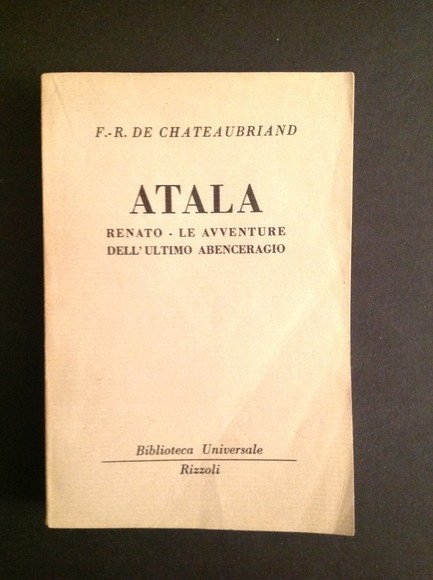 F.-R. DE CHATEAUBRIAND
ATALA
RENATO - LE AVVENTURE
DELL'ULTIMO ABENCERAGIO
Biblioteca Universale
Rizzoli